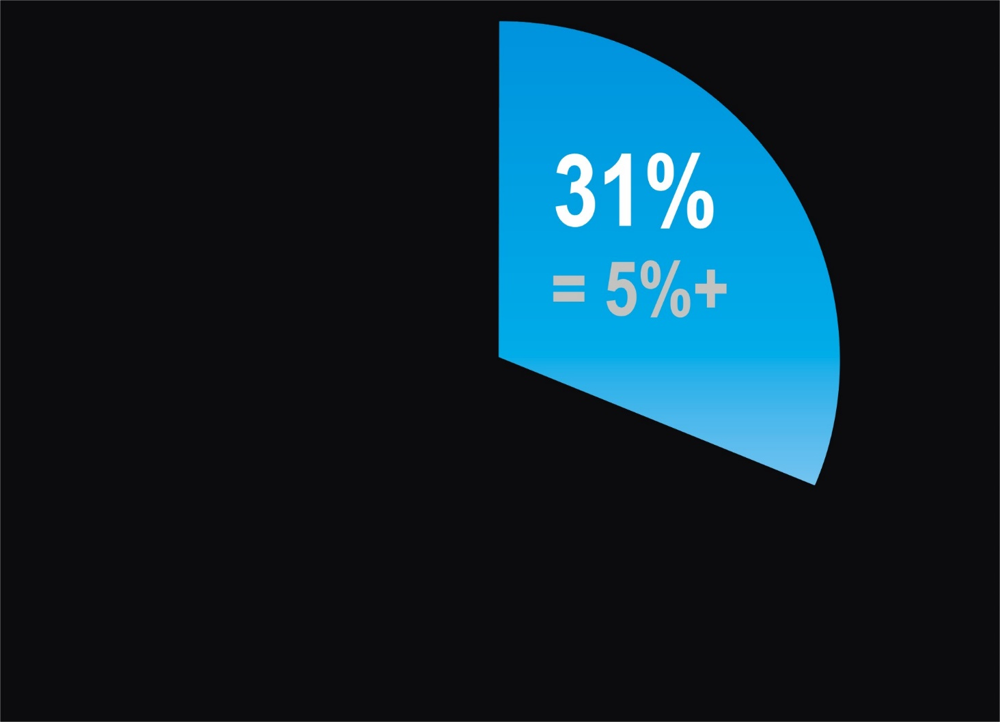 31%
= 5%+